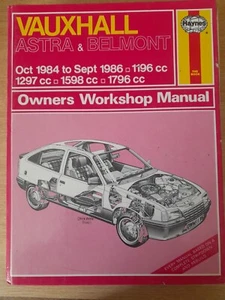 VAUXHALL
Haynes
ASTRA & BELMONT
Oct 1984 to Sept 1986 □ 1196 cc
1297 cc □ 1598 cc □ 1796 cc
Owners Workshop Manual